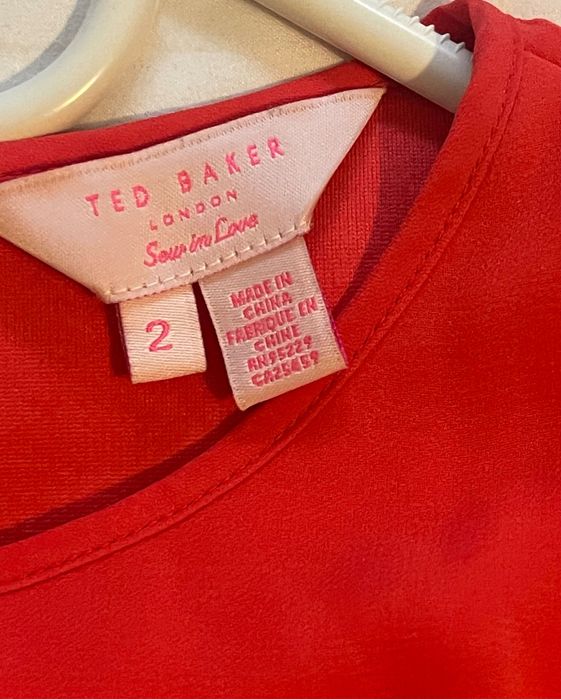 TED BAKER
LONDON
Sew in Love
2
MADE IN
CHINA
FABRIQUE EN
CHINE
RN95229
CA25459